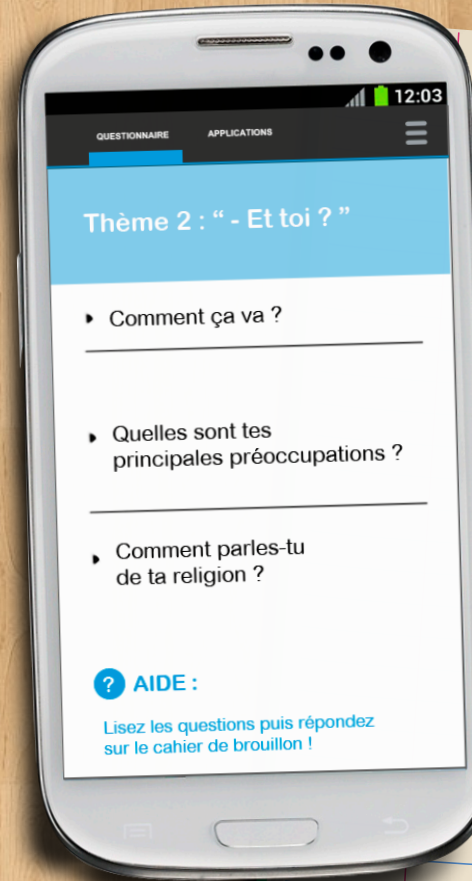 12:03
QUESTIONNAIRE APPLICATIONS
Thème 2 : “ - Et toi ? ”
Comment ça va ?
Quelles sont tes
principales préoccupations ?
Comment parles-tu
de ta religion ?
? AIDE :
Lisez les questions puis répondez
sur le cahier de brouillon !